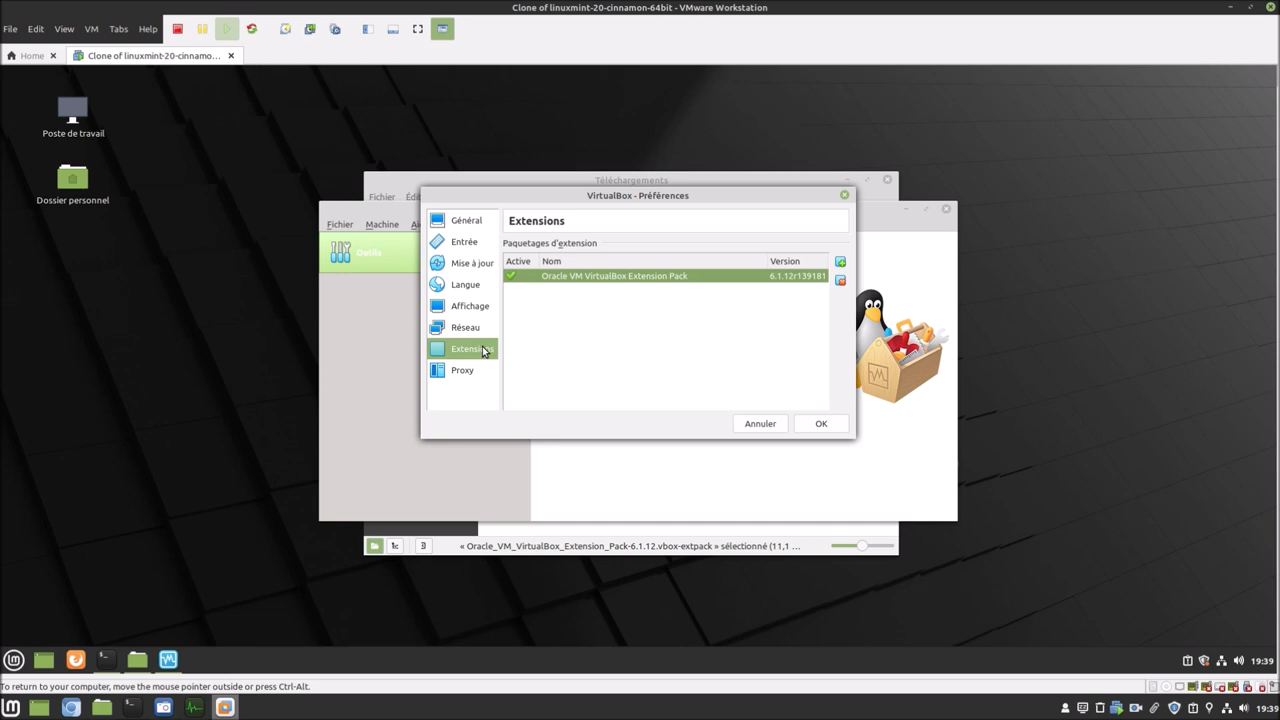 Clone of linuxmint-20-cinnamon-64bit - VMware Workstation
File Edit View VM Tabs Help
Home
Clone of linuxmint-20-cinnamo...
Poste de travail
Dossier personnel
Téléchargements
Fichier
VirtualBox - Préférences
Fichier Machine
Outils
Général
Entrée
Mise à jour
Langue
Affichage
Réseau
Extensions
Proxy
Extensions
Paquetages d'extension
Active Nom Version
Oracle VM VirtualBox Extension Pack 6.1.12r139181
Annuler OK
« Oracle_VM_VirtualBox_Extension_Pack-6.1.12.vbox-extpack » sélectionné (11,1 ...
19:39
To return to your computer, move the mouse pointer outside or press Ctrl-Alt.
19:39